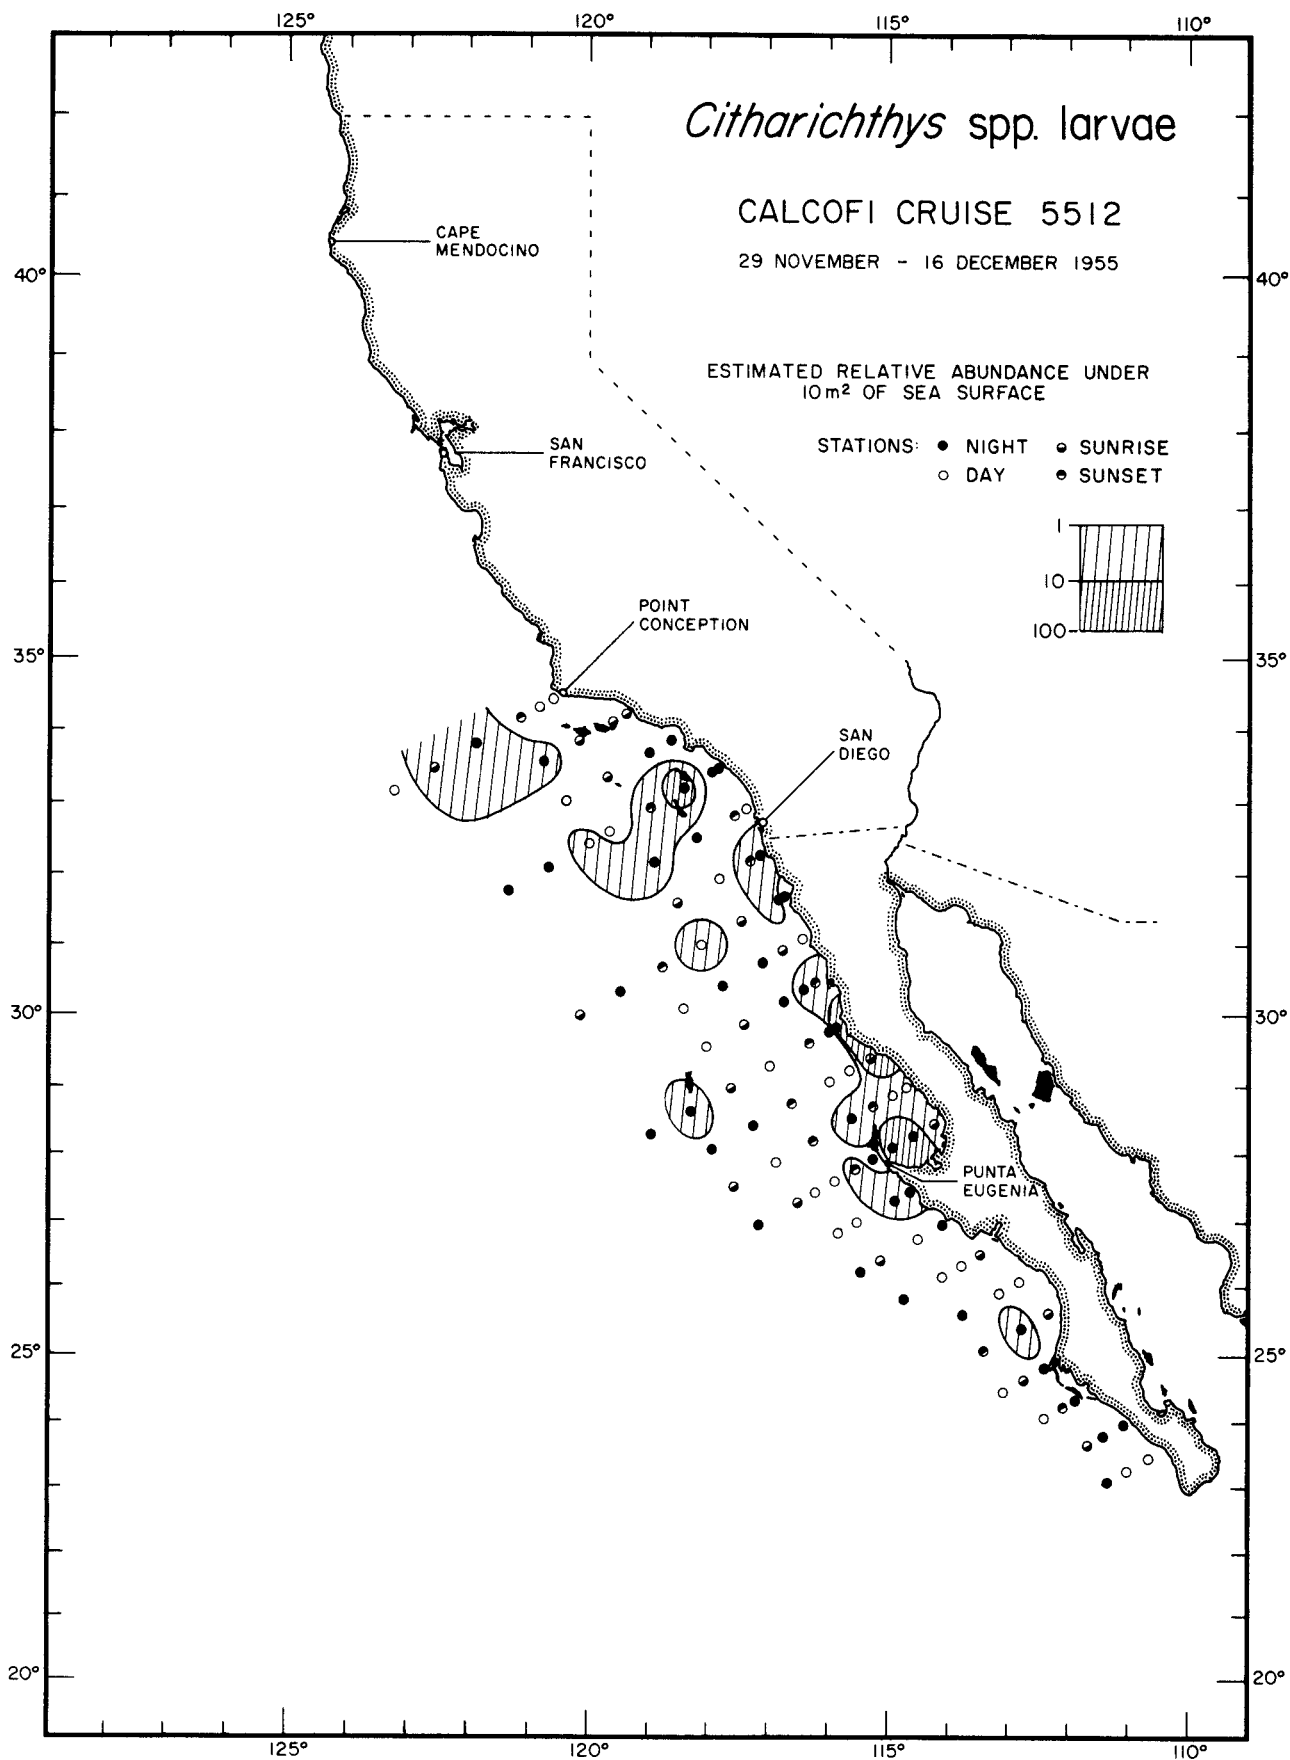 125° 120° 115° 110°
Citharichthys spp. larvae
CALCOFI CRUISE 5512
29 NOVEMBER - 16 DECEMBER 1955
CAPE
MENDOCINO
40° 40°
ESTIMATED RELATIVE ABUNDANCE UNDER
10m² OF SEA SURFACE
STATIONS: NIGHT SUNRISE
DAY SUNSET
SAN
FRANCISCO
1
10
100
POINT
CONCEPTION
35° 35°
SAN
DIEGO
30° 30°
PUNTA
EUGENIA
25° 25°
20° 20°
125° 120° 115° 110°